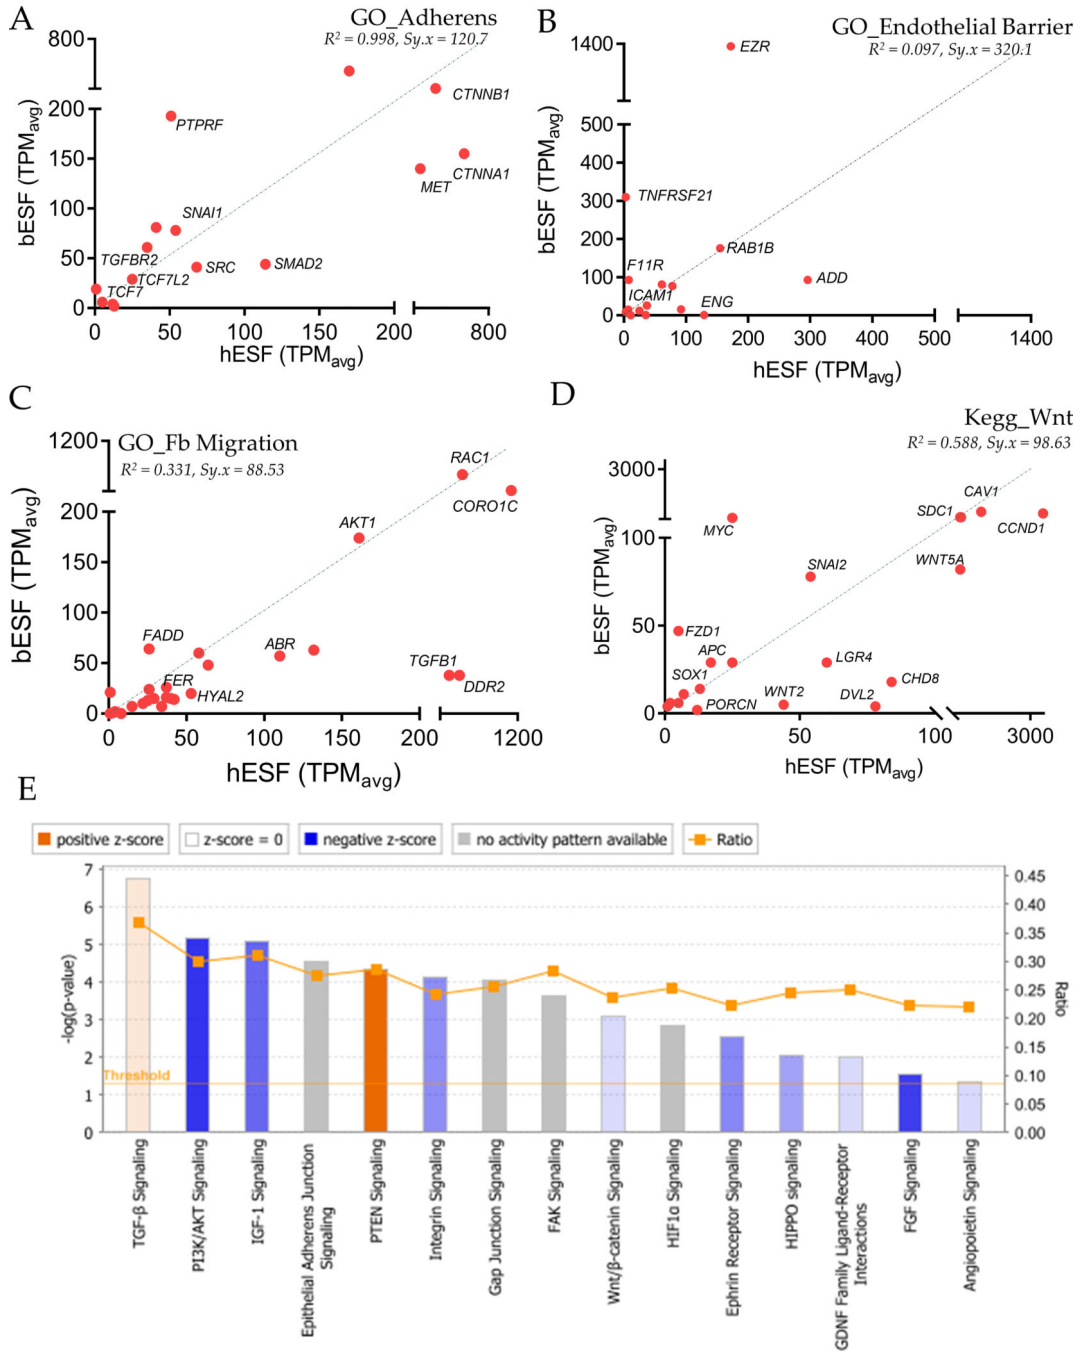 A
GO_Adherens
R² = 0.998, Sy.x = 120.7
800
200
150
100
50
0
bESF (TPMavg)
PTPRF
CTNNB1
CTNNA1
MET
SNAI1
TGFBR2
TCF7L2
TCF7
SRC
SMAD2
0 50 100 150 200 800
hESF (TPMavg)
B
GO_Endothelial Barrier
R² = 0.097, Sy.x = 320.1
1400
500
400
300
200
100
0
bESF (TPMavg)
EZR
TNFRSF21
RAB1B
F11R
ADD
ICAM1
ENG
0 100 200 300 400 500 1400
hESF (TPMavg)
C
GO_Fb Migration
R² = 0.331, Sy.x = 88.53
1200
200
150
100
50
0
bESF (TPMavg)
RAC1
CORO1C
AKT1
FADD
ABR
TGFB1
DDR2
FER
HYAL2
0 50 100 150 200 1200
hESF (TPMavg)
D
Kegg_Wnt
R² = 0.588, Sy.x = 98.63
3000
100
50
0
bESF (TPMavg)
CAV1
SDC1
CCND1
MYC
SNAI2
WNT5A
FZD1
APC
LGR4
SOX1
CHD8
WNT2
DVL2
PORCN
0 50 100 3000
hESF (TPMavg)
E
positive z-score z-score = 0 negative z-score no activity pattern available Ratio
7
6
5
4
3
2
1
0
-log(p-value)
Threshold
0.45
0.40
0.35
0.30
0.25
0.20
0.15
0.10
0.05
0.00
Ratio
TGF-β Signaling
PI3K/AKT Signaling
IGF-1 Signaling
Epithelial Adherens Junction
Signaling
PTEN Signaling
Integrin Signaling
Gap Junction Signaling
FAK Signaling
Wnt/β-catenin Signaling
HIF1α Signaling
Ephrin Receptor Signaling
HIPPO signaling
GDNF Family Ligand-Receptor
Interactions
FGF Signaling
Angiopoietin Signaling